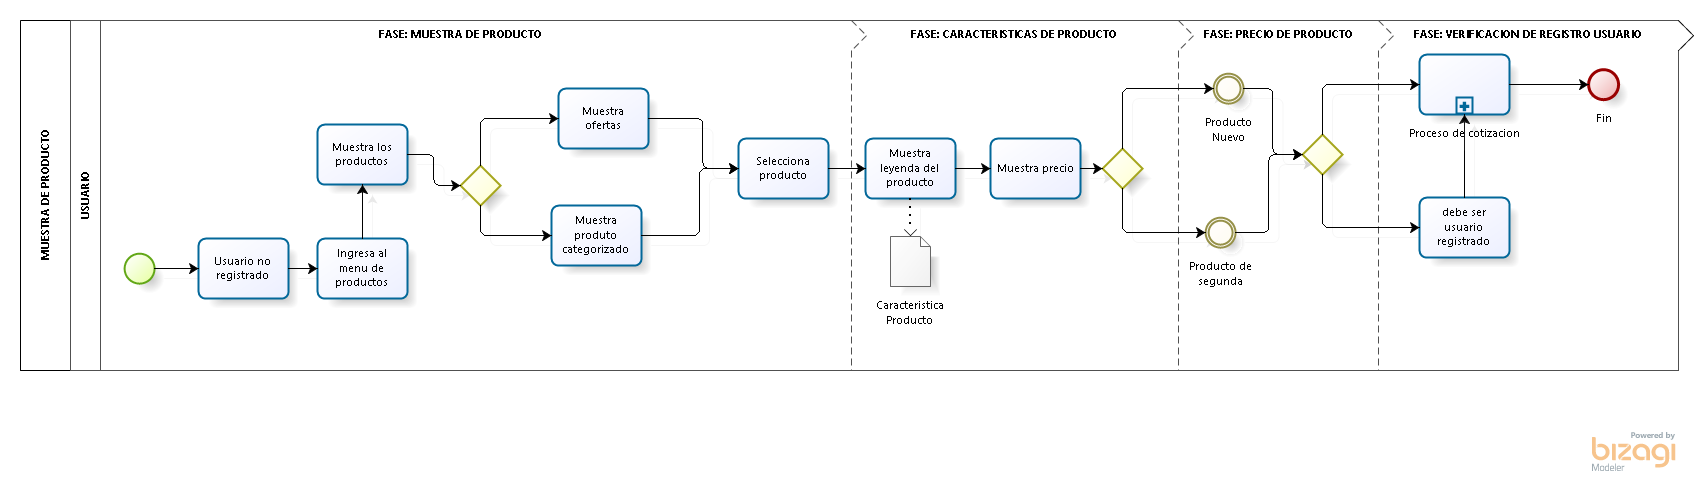 MUESTRA DE PRODUCTO
USUARIO
FASE: MUESTRA DE PRODUCTO
Usuario no
registrado
Ingresa al
menu de
productos
Muestra los
productos
Muestra
ofertas
Muestra
produto
categorizado
Selecciona
producto
FASE: CARACTERISTICAS DE PRODUCTO
Muestra
leyenda del
producto
Caracteristica
Producto
Muestra precio
FASE: PRECIO DE PRODUCTO
Producto
Nuevo
Producto de
segunda
FASE: VERIFICACION DE REGISTRO USUARIO
Proceso de cotizacion
debe ser
usuario
registrado
Fin
Powered by
bizagi
Modeler